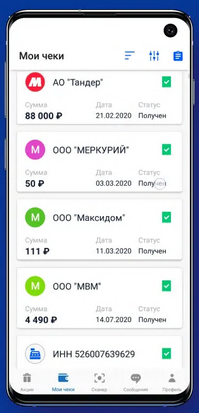 Мои чеки
М АО "Тандер"
Сумма Дата Статус
88 000 ₽ 21.02.2020 Получен
М ООО "МЕРКУРИЙ"
Сумма Дата Статус
50 ₽ 03.03.2020 Получен
М ООО "Максидом"
Сумма Дата Статус
111 ₽ 11.03.2020 Получен
М ООО "МВМ"
Сумма Дата Статус
4 490 ₽ 14.07.2020 Получен
ИНН 526007639629
Акции Мои чеки Сканер Сообщения Профиль